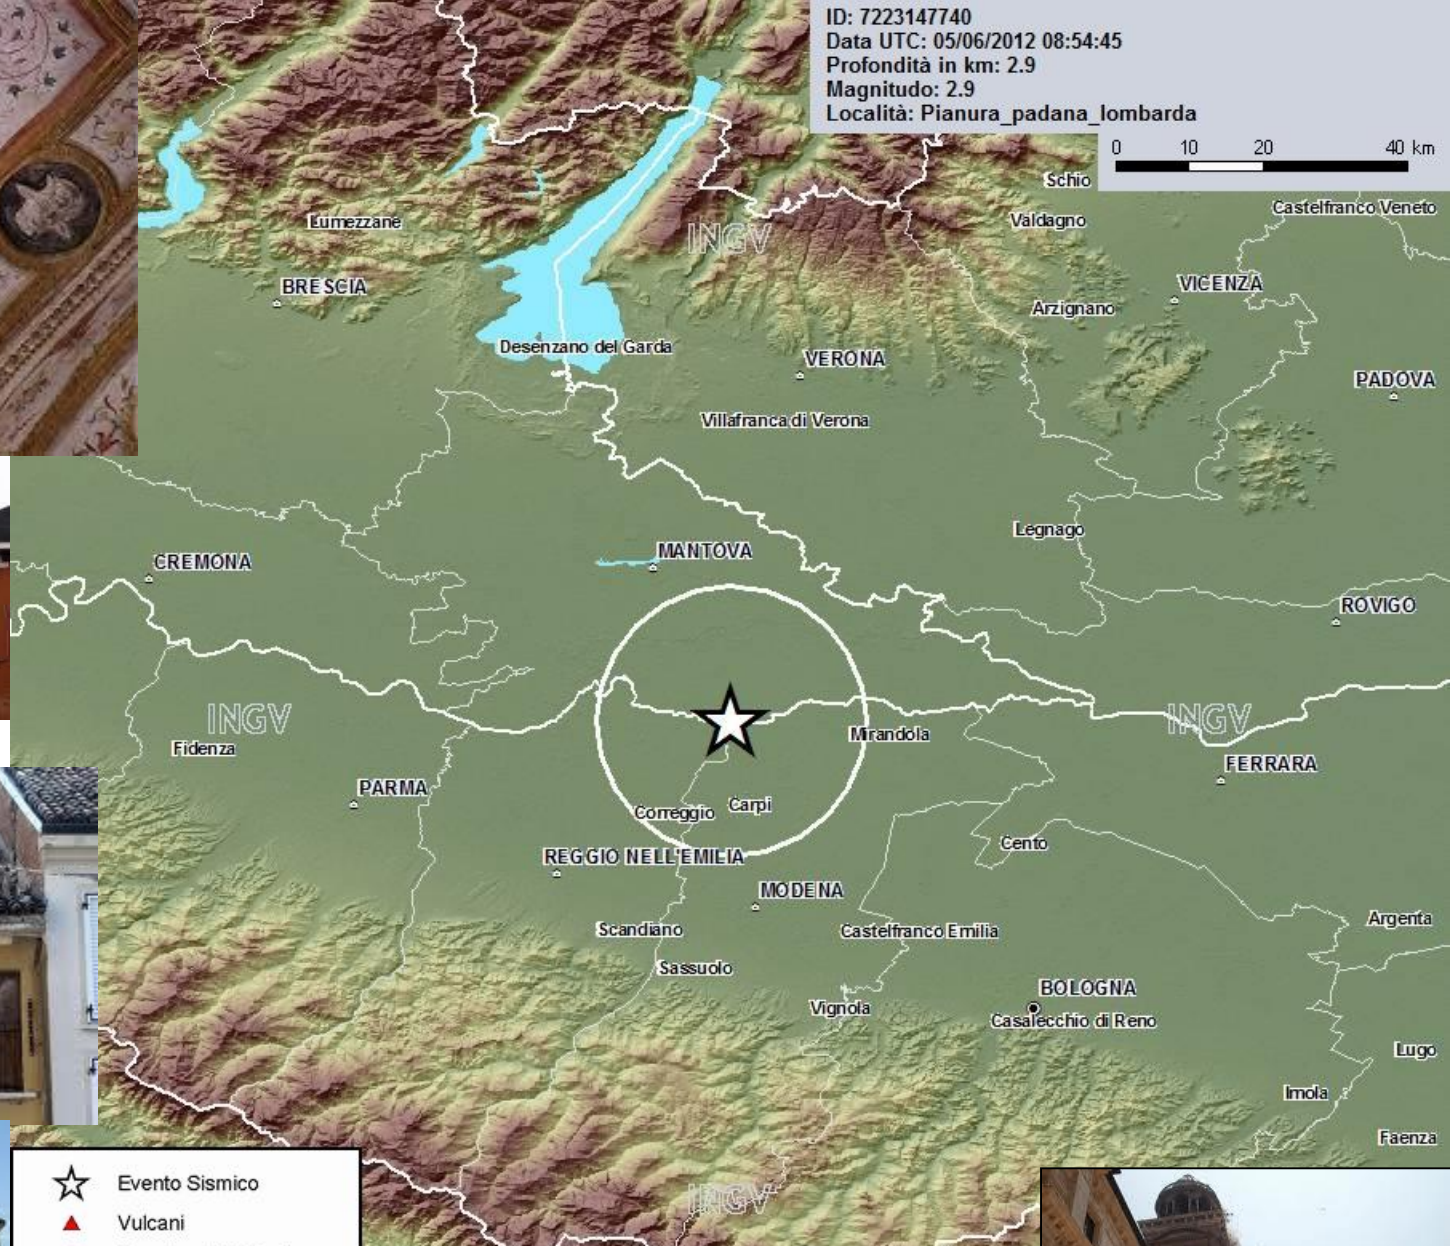 ID: 7223147740
Data UTC: 05/06/2012 08:54:45
Profondità in km: 2.9
Magnitudo: 2.9
Località: Pianura_padana_lombarda
0 10 20 40 km
Schio
Castelfranco Veneto
Lumezzane
Valdagno
INGV
BRESCIA
VICENZA
Arzignano
Desenzano del Garda
VERONA
PADOVA
Villafranca di Verona
Legnago
MANTOVA
CREMONA
ROVIGO
INGV
INGV
Mirandola
Fidenza
FERRARA
PARMA
Correggio
Carpi
Cento
REGGIO NELL'EMILIA
MODENA
Argenta
Scandiano
Castelfranco Emilia
Sassuolo
BOLOGNA
Vignola
Casalecchio di Reno
Lugo
Imola
Faenza
INGV
Evento Sismico
Vulcani